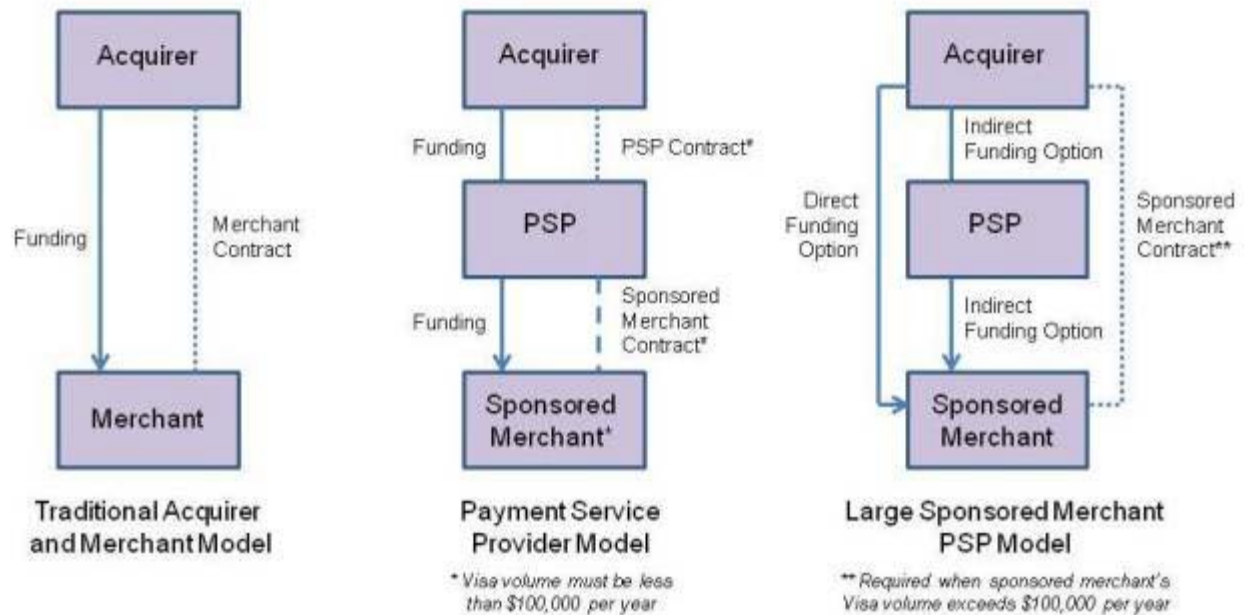 Acquirer
Funding
Merchant
Contract
Merchant
Traditional Acquirer
and Merchant Model
Acquirer
Funding
PSP Contract*
PSP
Funding
Sponsored
Merchant
Contract*
Sponsored
Merchant*
Payment Service
Provider Model
* Visa volume must be less
than $100,000 per year
Acquirer
Indirect
Funding Option
Direct
Funding
Option
PSP
Sponsored
Merchant
Contract**
Indirect
Funding Option
Sponsored
Merchant
Large Sponsored Merchant
PSP Model
** Required when sponsored merchant's
Visa volume exceeds $100,000 per year